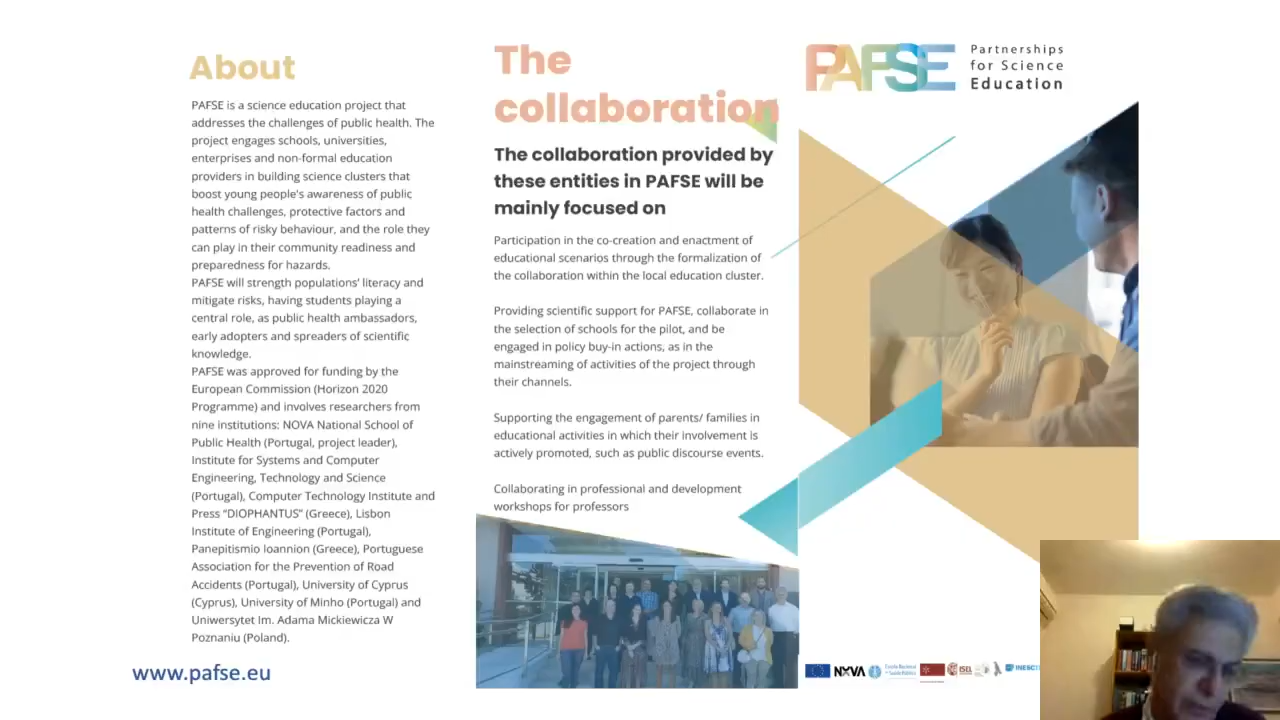 About
PAFSE is a science education project that
addresses the challenges of public health. The
project engages schools, universities,
enterprises and non-formal education
providers in building science clusters that
boost young people's awareness of public
health challenges, protective factors and
patterns of risky behaviour, and the role they
can play in their community readiness and
preparedness for hazards.
PAFSE will strength populations' literacy and
mitigate risks, having students playing a
central role, as public health ambassadors,
early adopters and spreaders of scientific
knowledge.
PAFSE was approved for funding by the
European Commission (Horizon 2020
Programme) and involves researchers from
nine institutions: NOVA National School of
Public Health (Portugal, project leader),
Institute for Systems and Computer
Engineering, Technology and Science
(Portugal), Computer Technology Institute and
Press "DIOPHANTUS" (Greece), Lisbon
Institute of Engineering (Portugal),
Panepitismio Ioannion (Greece), Portuguese
Association for the Prevention of Road
Accidents (Portugal), University of Cyprus
(Cyprus), University of Minho (Portugal) and
Uniwersytet Im. Adama Mickiewicza W
Poznaniu (Poland).
www.pafse.eu
The
collaboration
The collaboration provided by
these entities in PAFSE will be
mainly focused on
Participation in the co-creation and enactment of
educational scenarios through the formalization of
the collaboration within the local education cluster.
Providing scientific support for PAFSE, collaborate in
the selection of schools for the pilot, and be
engaged in policy buy-in actions, as in the
mainstreaming of activities of the project through
their channels.
Supporting the engagement of parents/ families in
educational activities in which their involvement is
actively promoted, such as public discourse events.
Collaborating in professional and development
workshops for professors
PAFSE
Partnerships
for Science
Education
NOVA
ISEL
INESC